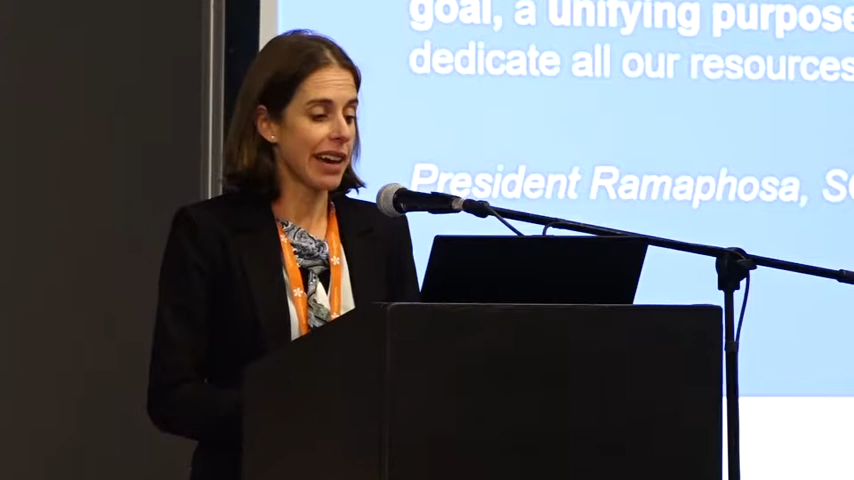 goal, a unifying purpose
dedicate all our resources
President Ramaphosa,